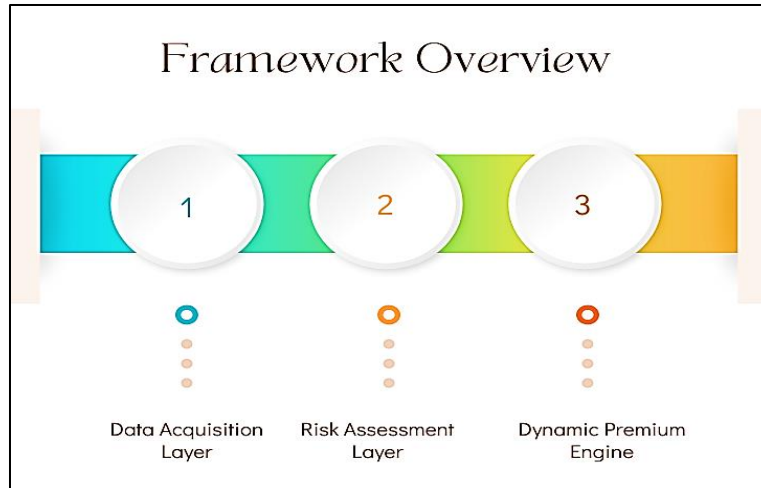 Framework Overview
1
2
3
Data Acquisition
Layer
Risk Assessment
Layer
Dynamic Premium
Engine